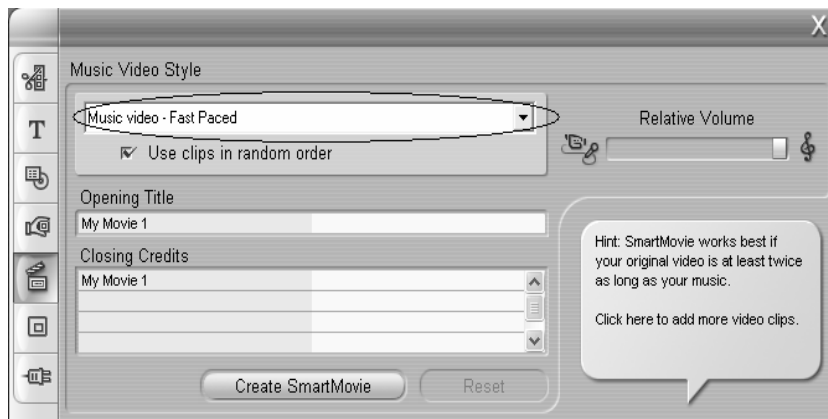 X
Music Video Style
Music video - Fast Paced
Use clips in random order
Relative Volume
Opening Title
My Movie 1
Closing Credits
My Movie 1
Hint: SmartMovie works best if
your original video is at least twice
as long as your music.
Click here to add more video clips.
Create SmartMovie
Reset
T